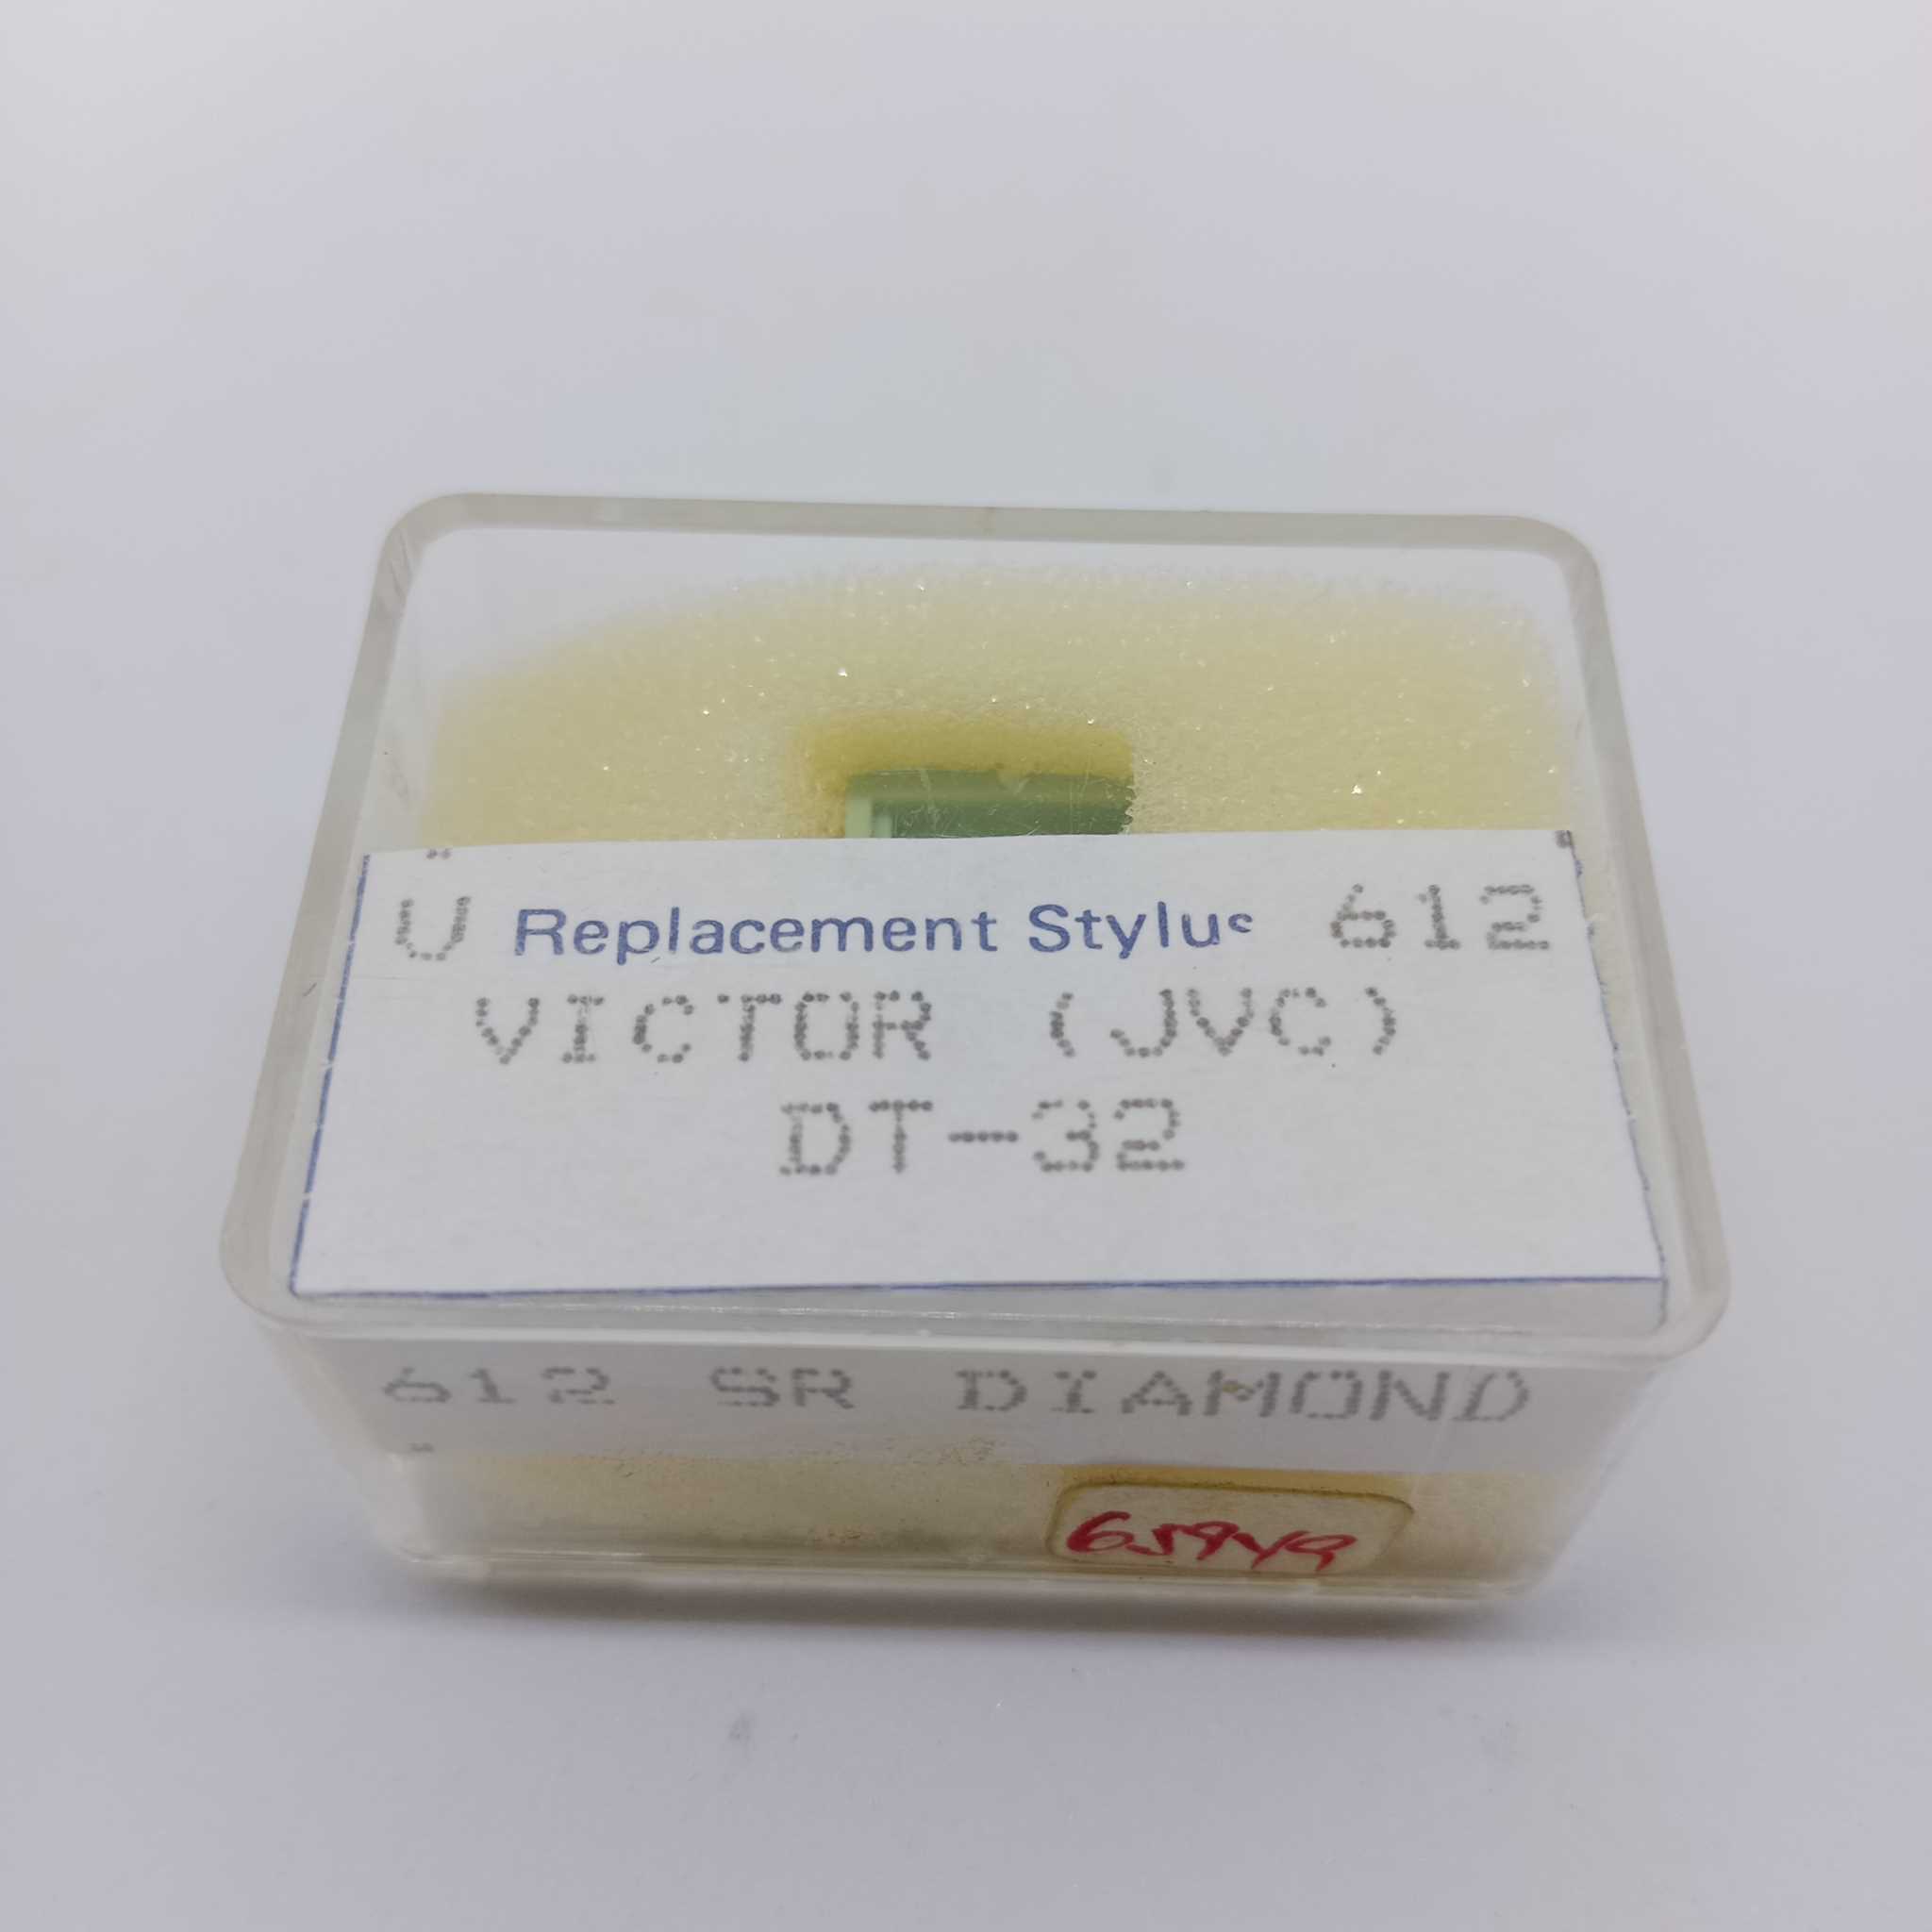 V Replacement Stylus 612
VICTOR (JVC)
DT-32
612 SR DIAMOND
65949